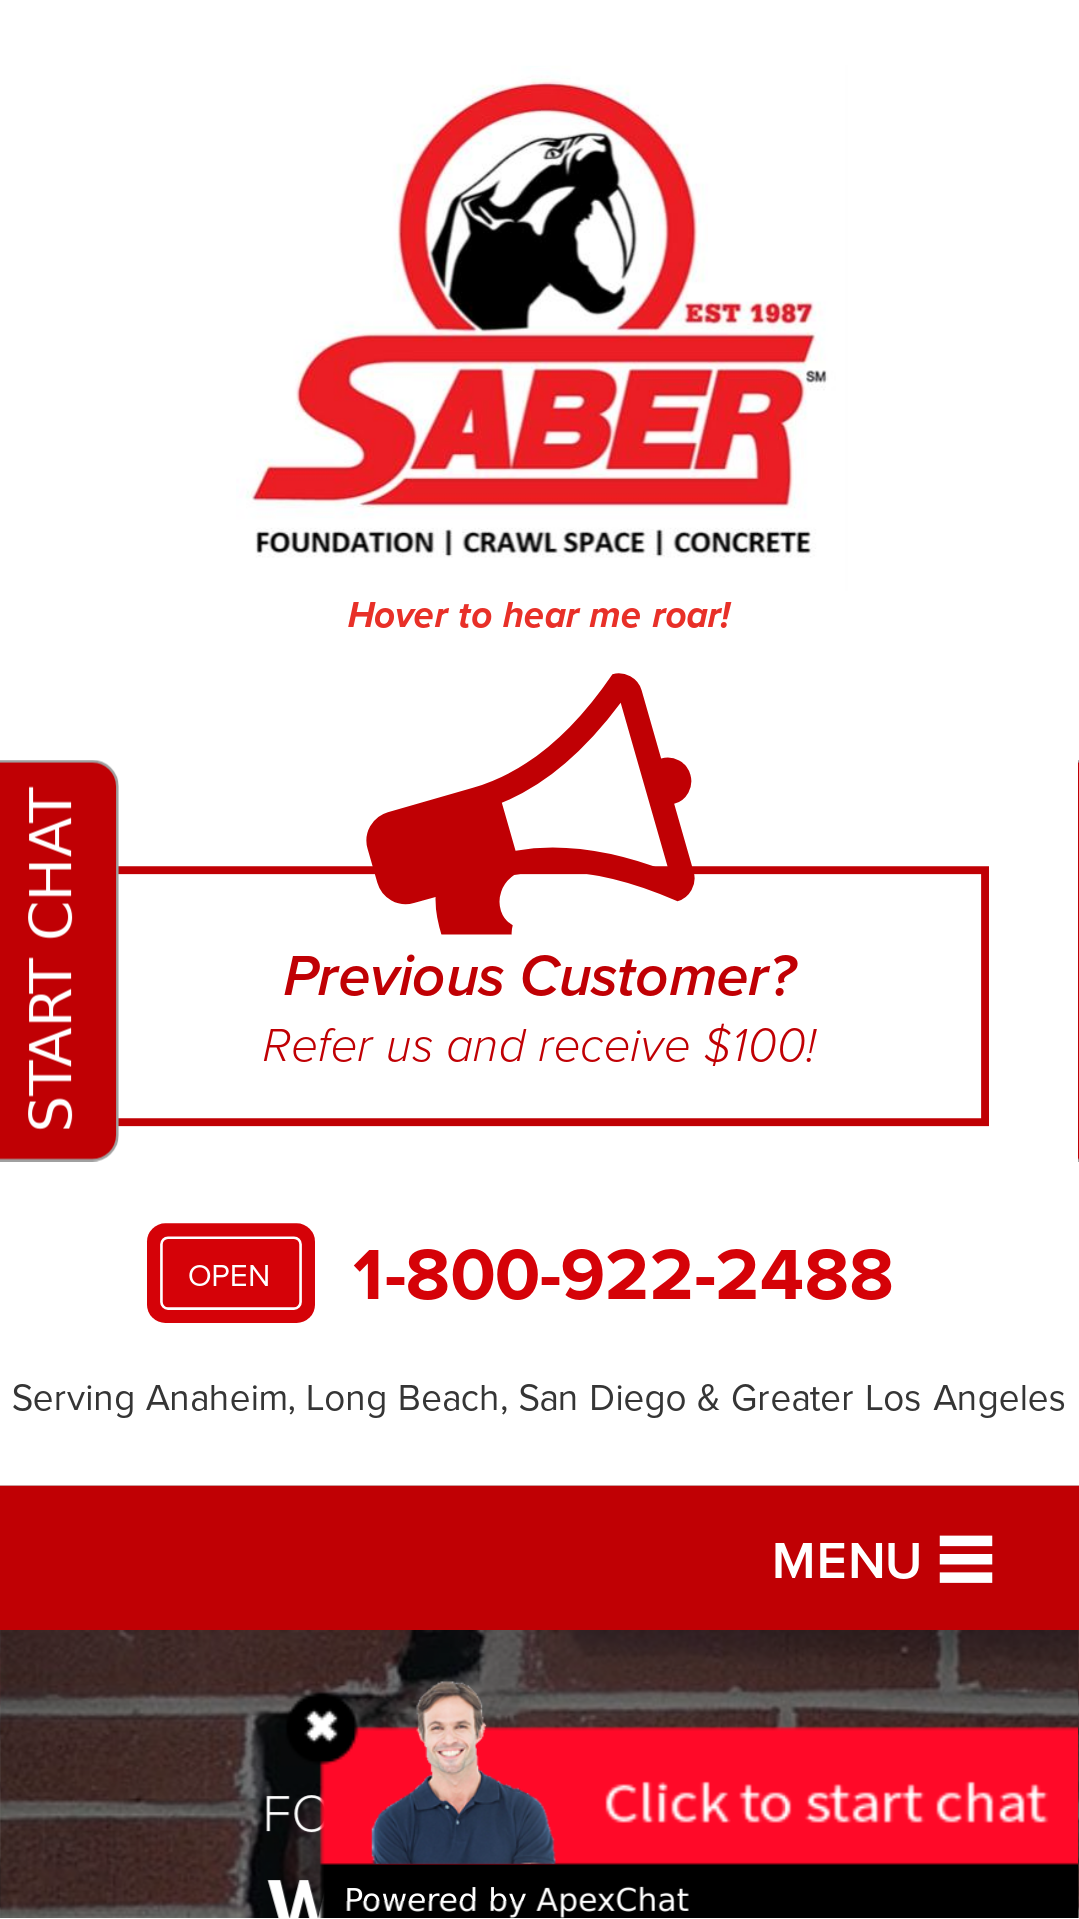 EST 1987
SABER
SM
FOUNDATION | CRAWL SPACE | CONCRETE
Hover to hear me roar!
START CHAT
Previous Customer?
Refer us and receive $100!
OPEN
1-800-922-2488
Serving Anaheim, Long Beach, San Diego & Greater Los Angeles
MENU
FO
Click to start chat
W
Powered by ApexChat